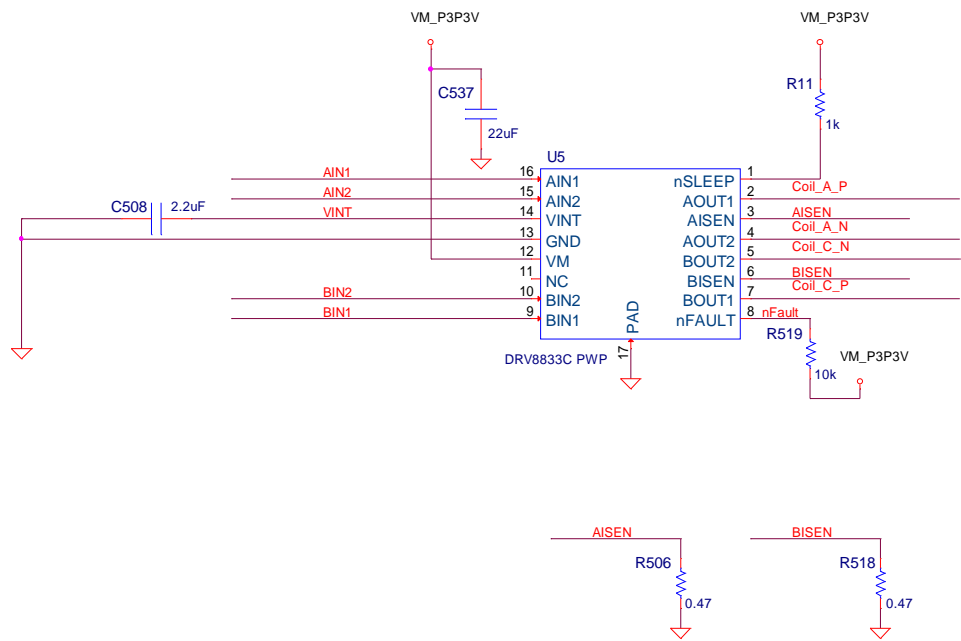 VM_P3P3V
VM_P3P3V
C537
22uF
R11
1k
U5
AIN1 16 AIN1 nSLEEP 1
AIN2 15 AIN2 AOUT1 2 Coil_A_P
C508 2.2uF VINT 14 VINT AISEN 3 AISEN
13 GND AOUT2 4 Coil_A_N
12 VM BOUT2 5 Coil_C_N
11 NC BISEN 6 BISEN
BIN2 10 BIN2 BOUT1 7 Coil_C_P
BIN1 9 BIN1 nFAULT 8 nFault
PAD
17
DRV8833C PWP
R519
10k
VM_P3P3V
AISEN
R506
0.47
BISEN
R518
0.47